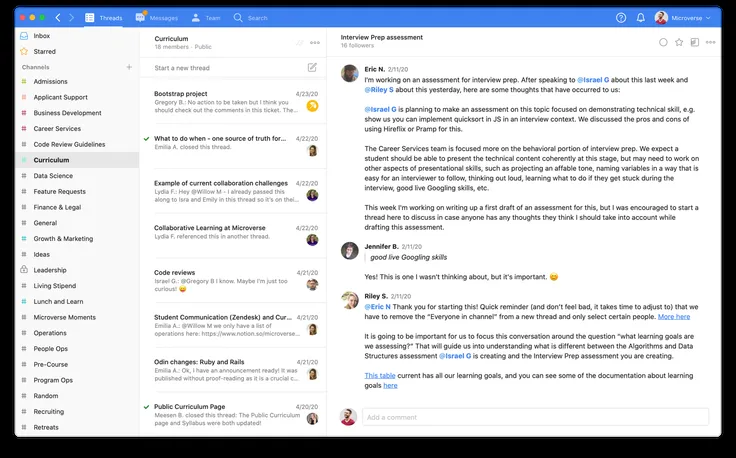 Threads
Messages
Team
Search
Microverse
Inbox
Starred
Channels
Admissions
Applicant Support
Business Development
Career Services
Code Review Guidelines
Curriculum
Data Science
Feature Requests
Finance & Legal
General
Growth & Marketing
Ideas
Leadership
Living Stipend
Lunch and Learn
Microverse Moments
Operations
People Ops
Pre-Course
Program Ops
Random
Recruiting
Retreats
Curriculum
18 members · Public
Start a new thread
Bootstrap project 4/23/20
Gregory B.: No action to be taken but I think you
should check out the comments in this ticket. The...
What to do when - one source of truth for... 4/22/20
Emilia A. closed this thread.
Example of current collaboration challenges 4/22/20
Lydia F.: Hey @Willow M - I already passed this
along to Isra and Emily in this thread so it's on thei...
Collaborative Learning at Microverse 4/22/20
Lydia F. referenced this in another thread.
Code reviews 4/21/20
Israel G.: @Gregory B I know. Maybe I'm just too
curious! 😄
Student Communication (Zendesk) and Cur... 4/21/20
Emilia A.: @Willow M we only have a list of
operations here: https://www.notion.so/microverse...
Odin changes: Ruby and Rails 4/21/20
Emilia A.: Ok, I have an announcement ready! It was
published without proof-reading as it is a crucial c...
Public Curriculum Page 4/20/20
Meesen B. closed this thread: The Public Curriculum
page and Syllabus were both updated!
Interview Prep assessment
16 followers
Eric N. 2/11/20
I'm working on an assessment for interview prep. After speaking to @Israel G about this last week and
@Riley S about this yesterday, here are some thoughts that have occurred to us:
@Israel G is planning to make an assessment on this topic focused on demonstrating technical skill, e.g.
show us you can implement quicksort in JS in an interview context. We discussed the pros and cons of
using Hireflix or Pramp for this.
The Career Services team is focused more on the behavioral portion of interview prep. We expect a
student should be able to present the technical content coherently at this stage, but may need to work on
other aspects of presentational skills, such as projecting an affable tone, naming variables in a way that is
easy for an interviewer to follow, thinking out loud, learning what to do if they get stuck during the
interview, good live Googling skills, etc.
This week I'm working on writing up a first draft of an assessment for this, but I was encouraged to start a
thread here to discuss in case anyone has any thoughts they think I should take into account while
drafting this assessment.
Jennifer B. 2/11/20
good live Googling skills
Yes! This is one I wasn't thinking about, but it's important. 😄
Riley S. 2/11/20
@Eric N Thank you for starting this! Quick reminder (and don't feel bad, it takes time to adjust to) that we
have to remove the "Everyone in channel" from a new thread and only select certain people. More here
It is going to be important for us to focus this conversation around the question "what learning goals are
we assessing?" That will guide us into understanding what is different between the Algorithms and Data
Structures assessment @Israel G is creating and the Interview Prep assessment you are creating.
This table current has all our learning goals, and you can see some of the documentation about learning
goals here
Add a comment